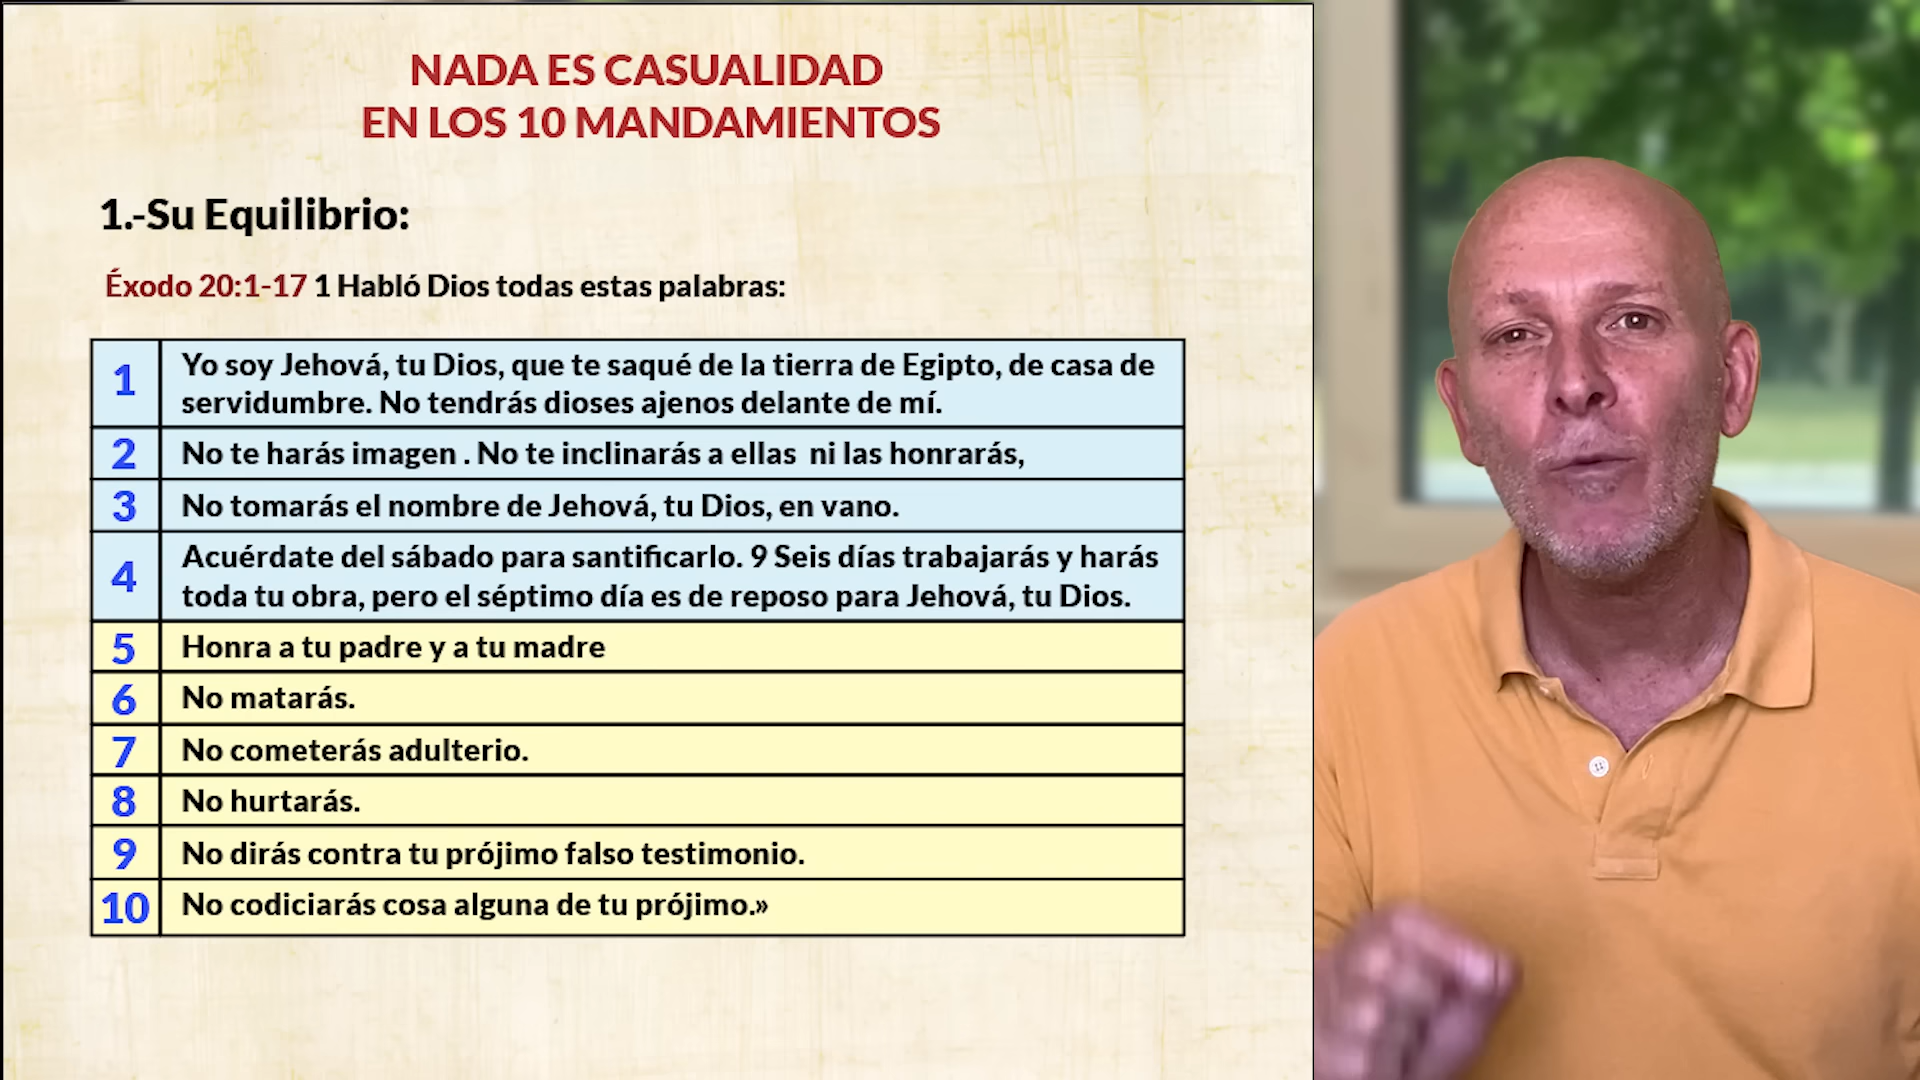 NADA ES CASUALIDAD
EN LOS 10 MANDAMIENTOS
1.-Su Equilibrio:
Éxodo 20:1-17 1 Habló Dios todas estas palabras:
1 Yo soy Jehová, tu Dios, que te saqué de la tierra de Egipto, de casa de
servidumbre. No tendrás dioses ajenos delante de mí.
2 No te harás imagen . No te inclinarás a ellas ni las honrarás,
3 No tomarás el nombre de Jehová, tu Dios, en vano.
4 Acuérdate del sábado para santificarlo. 9 Seis días trabajarás y harás
toda tu obra, pero el séptimo día es de reposo para Jehová, tu Dios.
5 Honra a tu padre y a tu madre
6 No matarás.
7 No cometerás adulterio.
8 No hurtarás.
9 No dirás contra tu prójimo falso testimonio.
10 No codiciarás cosa alguna de tu prójimo.»